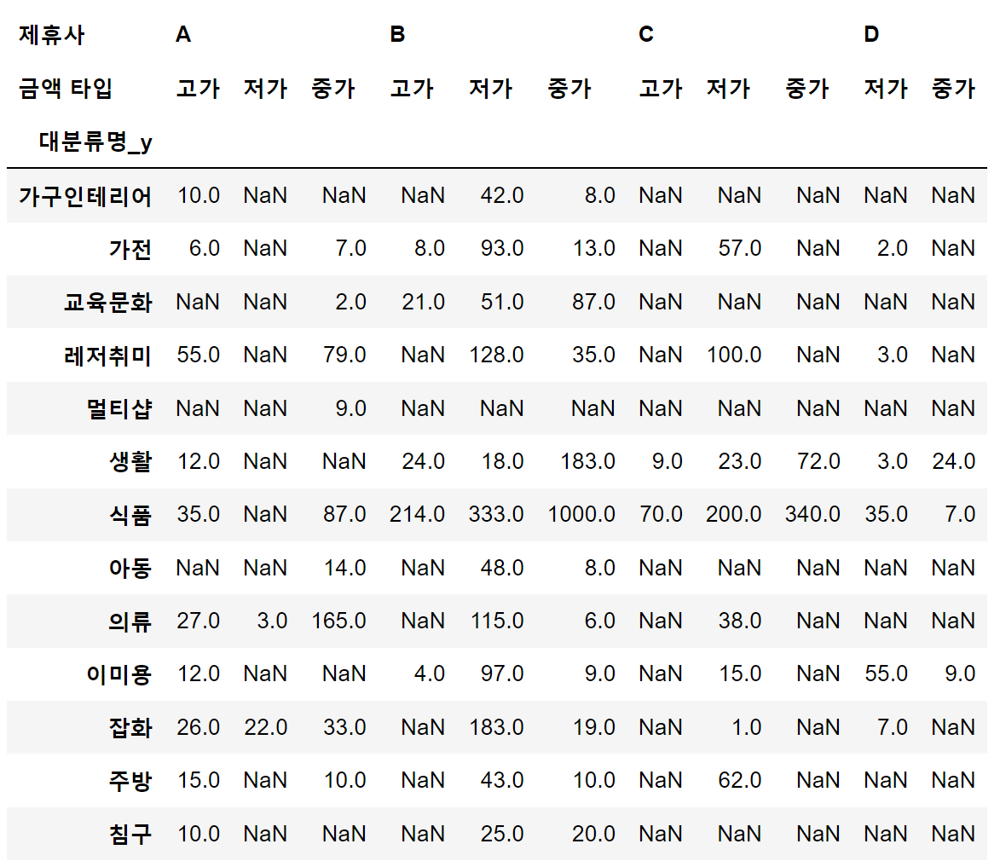 제휴사 A B C D
금액 타입 고가 저가 중가 고가 저가 중가 고가 저가 중가 저가 중가
대분류명_y
가구인테리어 10.0 NaN NaN NaN 42.0 8.0 NaN NaN NaN NaN NaN
가전 6.0 NaN 7.0 8.0 93.0 13.0 NaN 57.0 NaN 2.0 NaN
교육문화 NaN NaN 2.0 21.0 51.0 87.0 NaN NaN NaN NaN NaN
레저취미 55.0 NaN 79.0 NaN 128.0 35.0 NaN 100.0 NaN 3.0 NaN
멀티샵 NaN NaN 9.0 NaN NaN NaN NaN NaN NaN NaN NaN
생활 12.0 NaN NaN 24.0 18.0 183.0 9.0 23.0 72.0 3.0 24.0
식품 35.0 NaN 87.0 214.0 333.0 1000.0 70.0 200.0 340.0 35.0 7.0
아동 NaN NaN 14.0 NaN 48.0 8.0 NaN NaN NaN NaN NaN
의류 27.0 3.0 165.0 NaN 115.0 6.0 NaN 38.0 NaN NaN NaN
이미용 12.0 NaN NaN 4.0 97.0 9.0 NaN 15.0 NaN 55.0 9.0
잡화 26.0 22.0 33.0 NaN 183.0 19.0 NaN 1.0 NaN 7.0 NaN
주방 15.0 NaN 10.0 NaN 43.0 10.0 NaN 62.0 NaN NaN NaN
침구 10.0 NaN NaN NaN 25.0 20.0 NaN NaN NaN NaN NaN